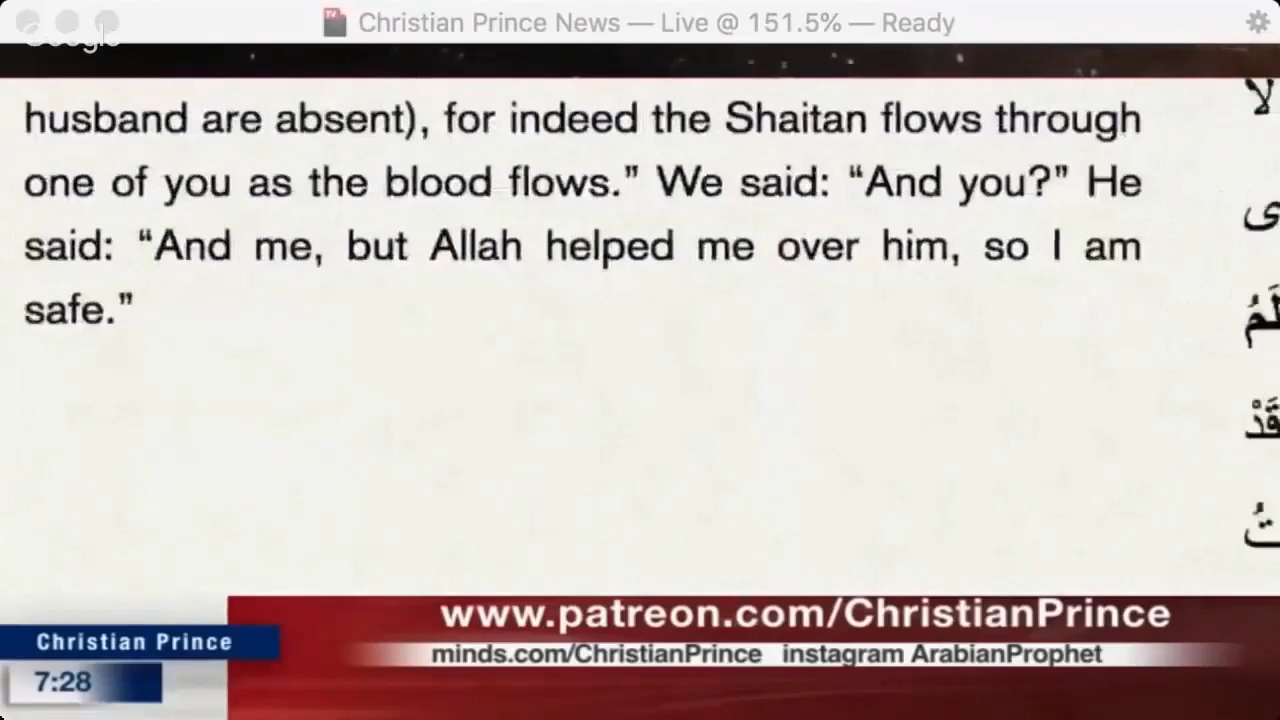 Christian Prince News — Live @ 151.5% — Ready
Google
husband are absent), for indeed the Shaitan flows through
one of you as the blood flows.” We said: “And you?” He
said: “And me, but Allah helped me over him, so I am
safe.”
لا
www.patreon.com/ChristianPrince
Christian Prince
minds.com/ChristianPrince instagram ArabianProphet
7:28